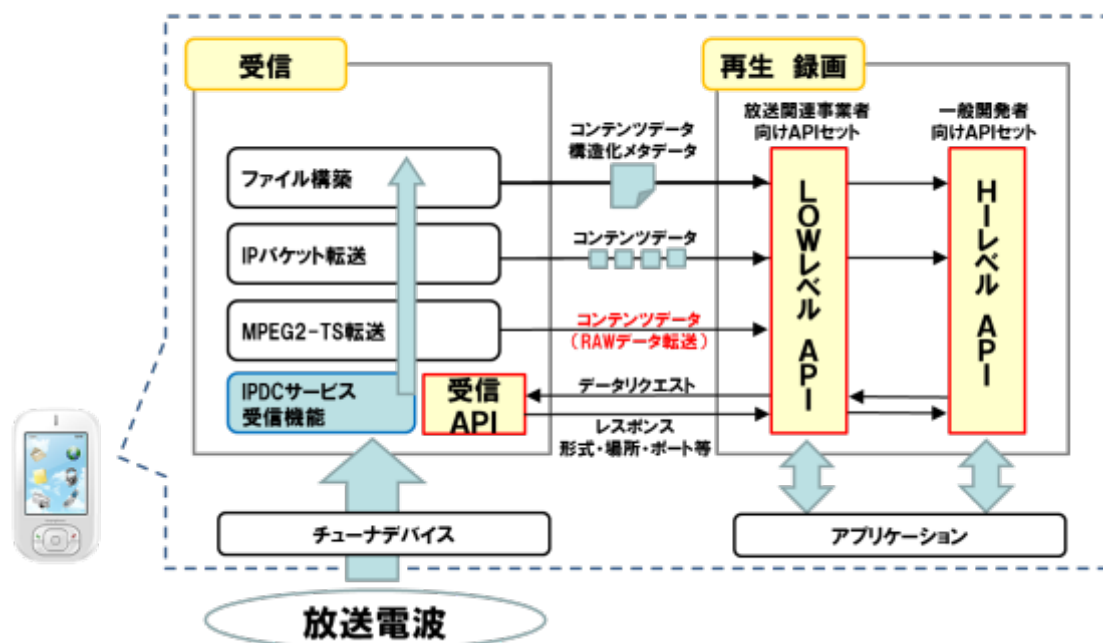 受信
再生 録画
放送関連事業者
向けAPIセット
一般開発者
向けAPIセット
コンテンツデータ
構造化メタデータ
ファイル構築
IPパケット転送
コンテンツデータ
MPEG2-TS転送
コンテンツデータ
（RAWデータ転送）
IPDCサービス
受信機能
受信
API
データリクエスト
レスポンス
形式・場所・ポート等
LOWレベル API
HIーレベル API
チューナデバイス
アプリケーション
放送電波